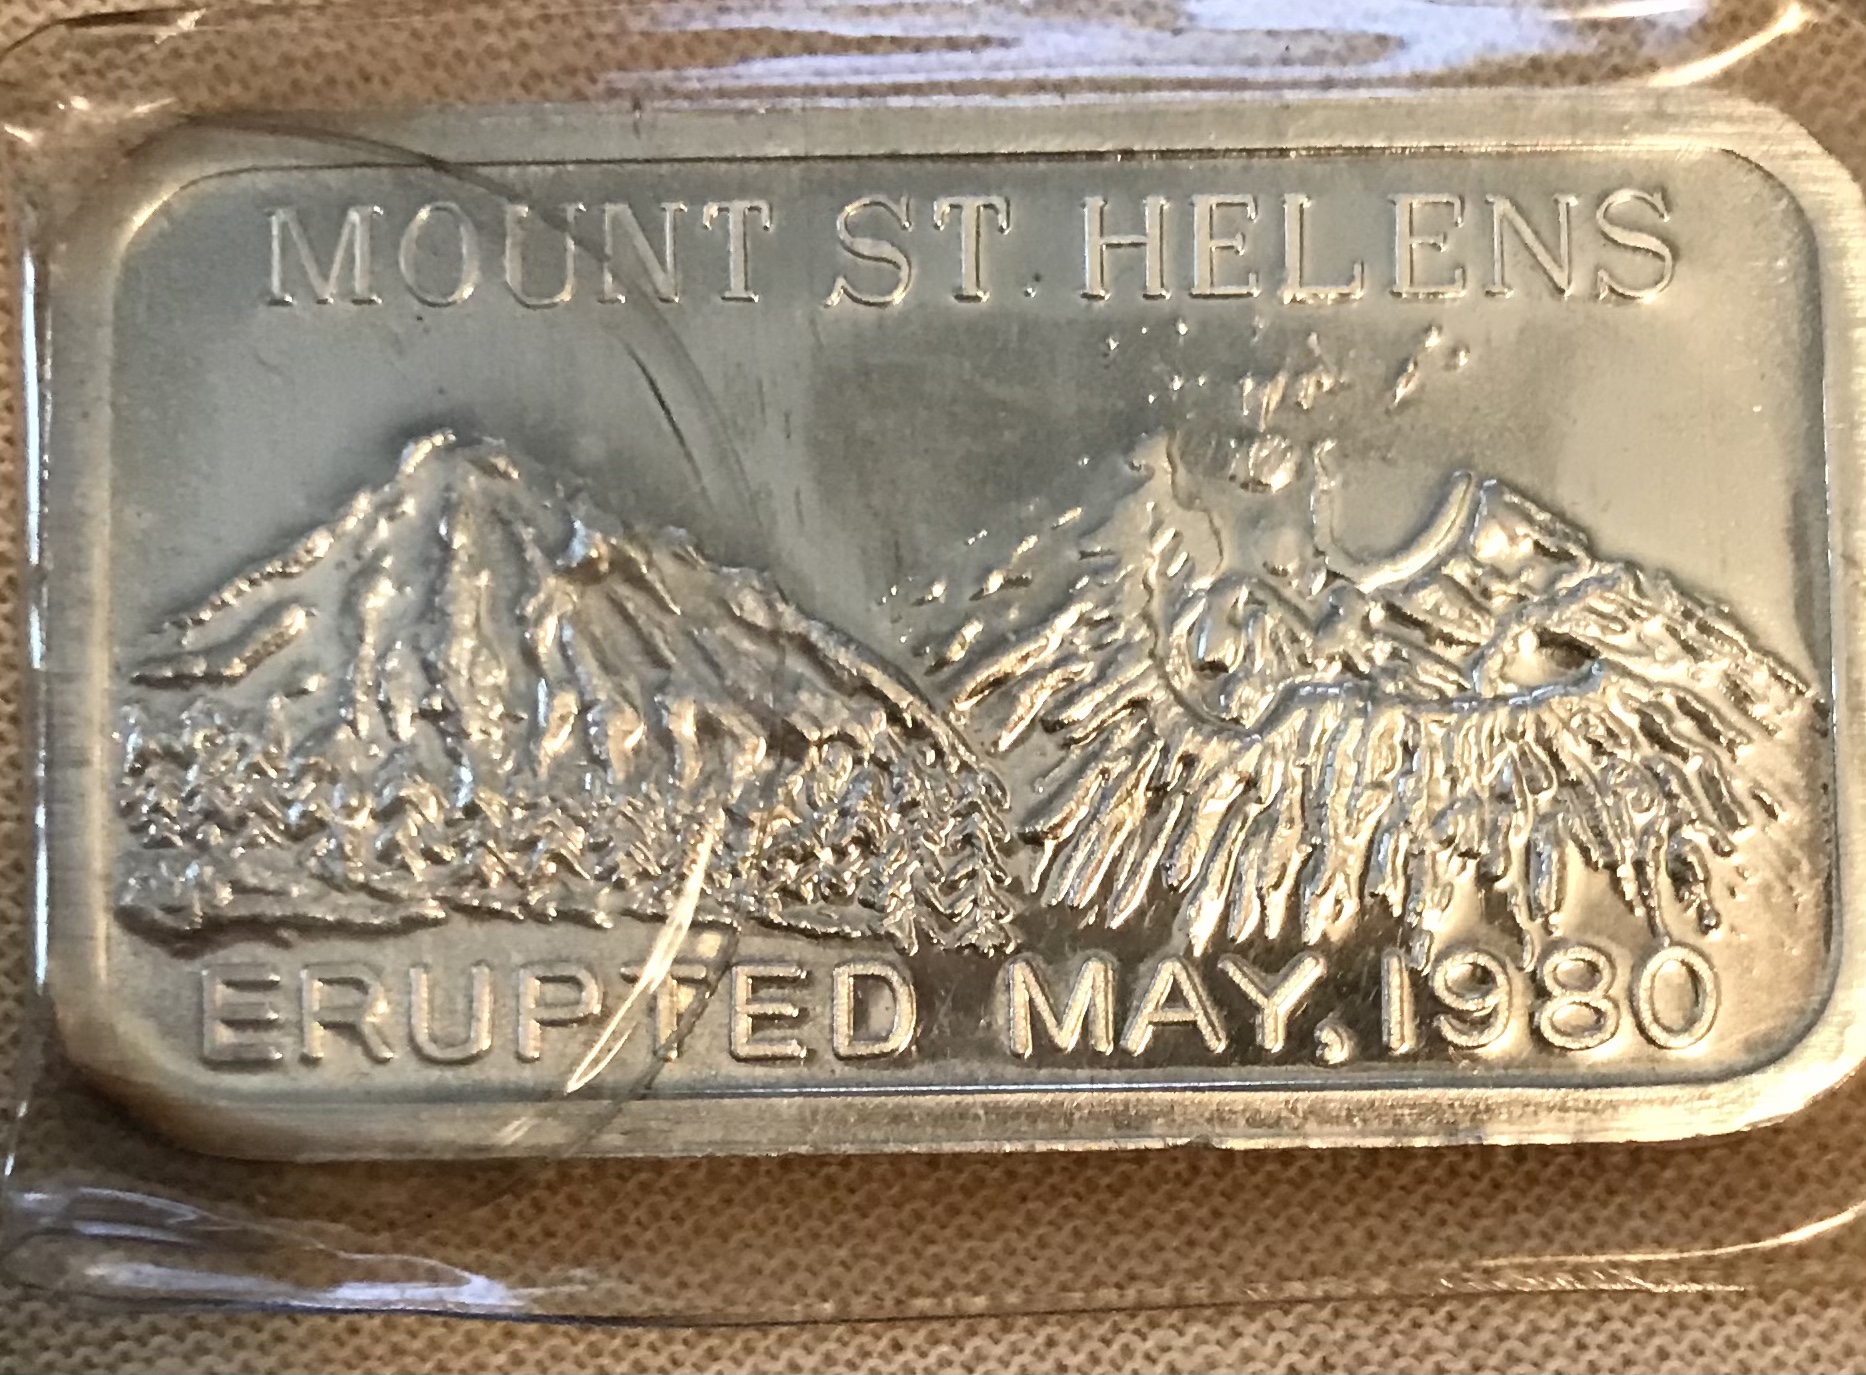 MOUNT ST. HELENS
ERUPTED MAY, 1980